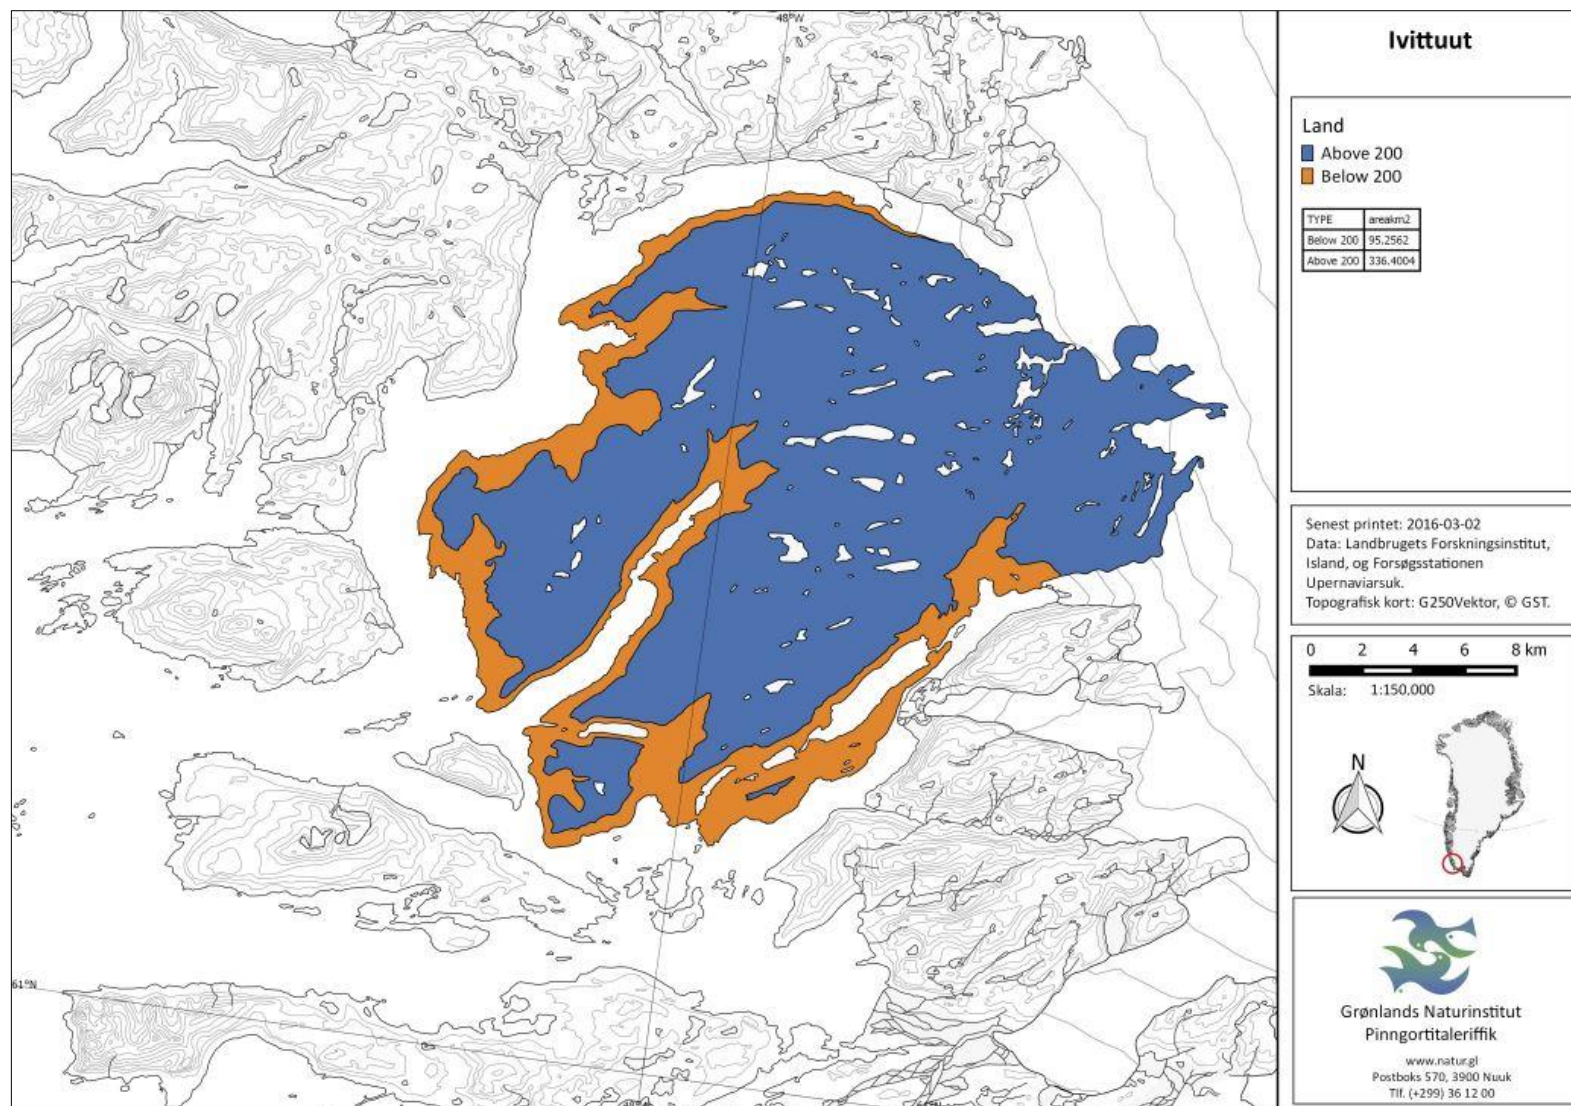 48°W
61°N
Ivittuut
Land
Above 200
Below 200
TYPE areakm2
Below 200 95.2562
Above 200 336.4004
Senest printet: 2016-03-02
Data: Landbrugets Forskningsinstitut,
Island, og Forsøgsstationen
Upernaviarsuk.
Topografisk kort: G250Vektor, © GST.
0 2 4 6 8 km
Skala: 1:150,000
N
Grønlands Naturinstitut
Pinngortitaleriffik
www.natur.gl
Postboks 570, 3900 Nuuk
Tlf. (+299) 36 12 00